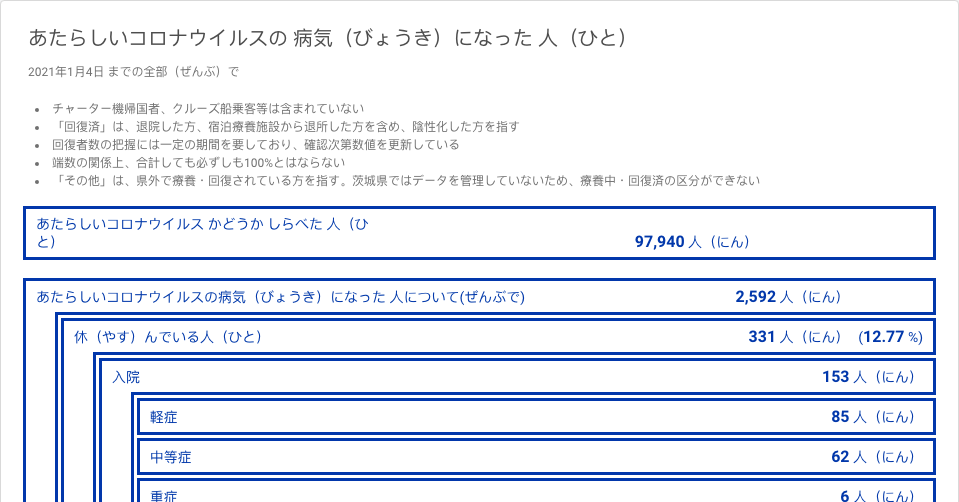 あたらしいコロナウイルスの 病気（びょうき）になった 人（ひと）
2021年1月4日 までの全部（ぜんぶ）で
• チャーター機帰国者、クルーズ船乗客等は含まれていない
• 「回復済」は、退院した方、宿泊療養施設から退所した方を含め、陰性化した方を指す
• 回復者数の把握には一定の期間を要しており、確認次第数値を更新している
• 端数の関係上、合計しても必ずしも100%とはならない
• 「その他」は、県外で療養・回復されている方を指す。茨城県ではデータを管理していないため、療養中・回復済の区分ができない
あたらしいコロナウイルス かどうか しらべた 人（ひ
と）
97,940 人（にん）
あたらしいコロナウイルスの病気（びょうき）になった 人について(ぜんぶで) 2,592 人（にん）
休（やす）んでいる人（ひと） 331 人（にん） (12.77 %)
入院 153 人（にん）
軽症 85 人（にん）
中等症 62 人（にん）
重症 6 人（にん）